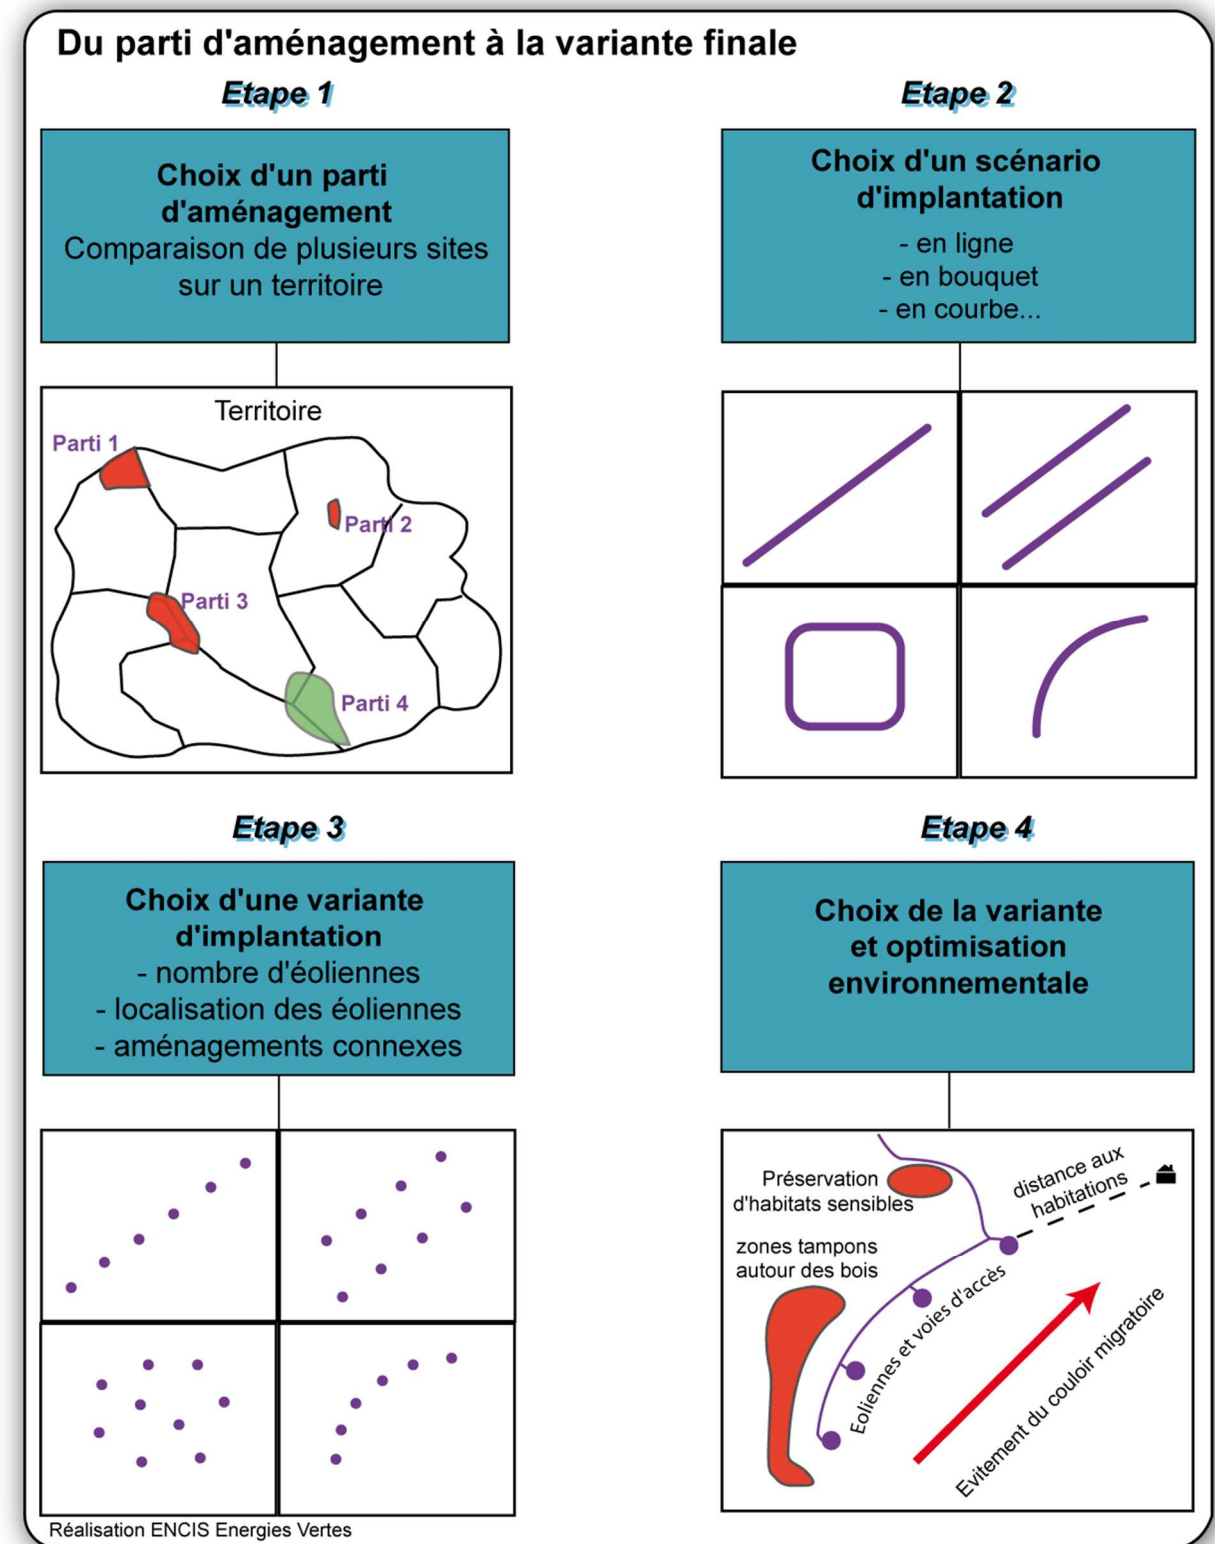 Du parti d'aménagement à la variante finale
Etape 1
Choix d'un parti
d'aménagement
Comparaison de plusieurs sites
sur un territoire
Territoire
Parti 1
Parti 2
Parti 3
Parti 4
Etape 2
Choix d'un scénario
d'implantation
- en ligne
- en bouquet
- en courbe...
Etape 3
Choix d'une variante
d'implantation
- nombre d'éoliennes
- localisation des éoliennes
- aménagements connexes
Etape 4
Choix de la variante
et optimisation
environnementale
Préservation
d'habitats sensibles
distance aux
habitations
zones tampons
autour des bois
Eoliennes et voies d'accès
Evitement du couloir migratoire
Réalisation ENCIS Energies Vertes